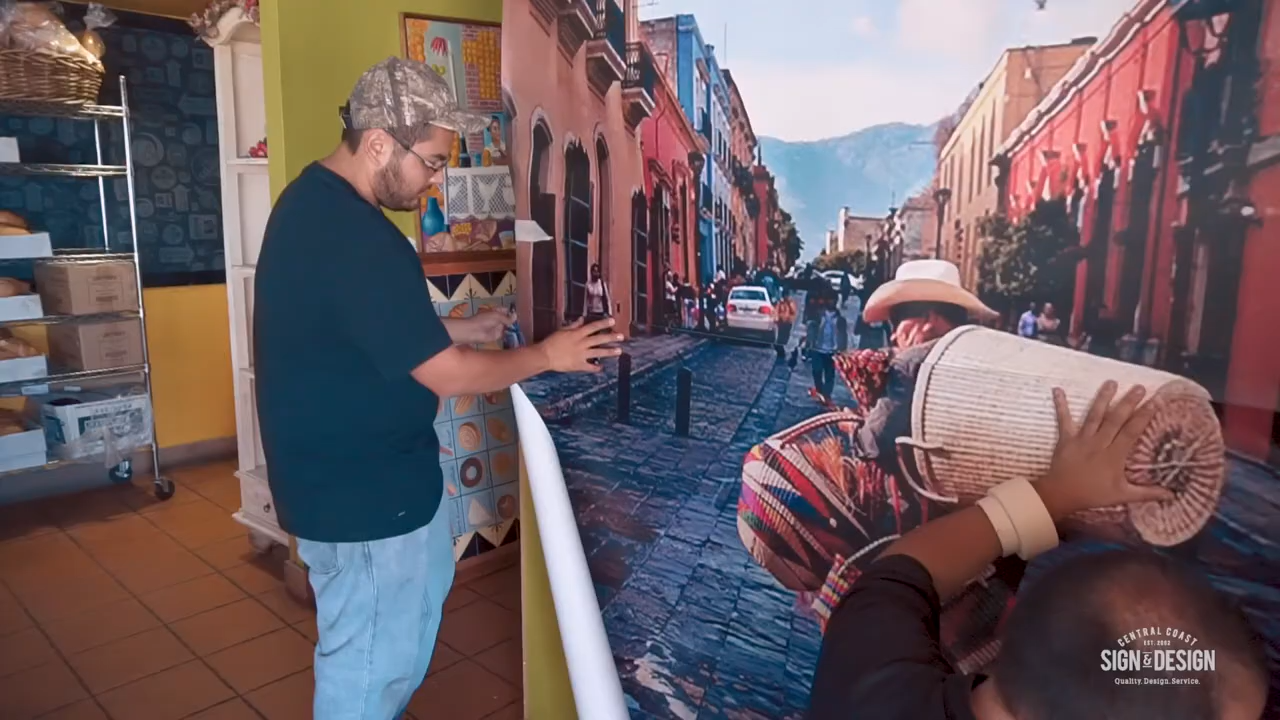 CENTRAL COAST
EST. 2002
SIGN & DESIGN
Quality. Design. Service.